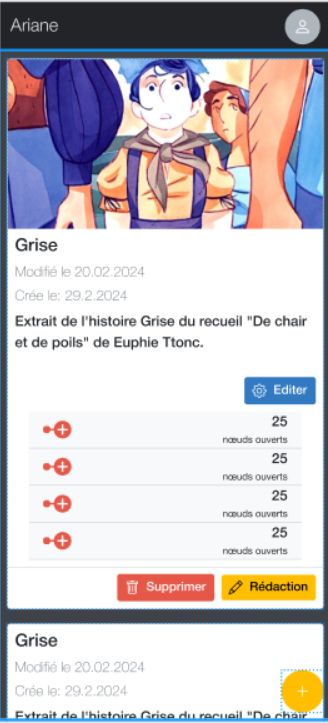 Ariane
Grise
Modifié le 20.02.2024
Crée le: 29.2.2024
Extrait de l'histoire Grise du recueil "De chair
et de poils" de Euphie Ttonc.
Editer
25
nœuds ouverts
25
nœuds ouverts
25
nœuds ouverts
25
nœuds ouverts
Supprimer
Rédaction
Grise
Modifié le 20.02.2024
Crée le: 29.2.2024
Extrait de l'histoire Grise du recueil "De chair